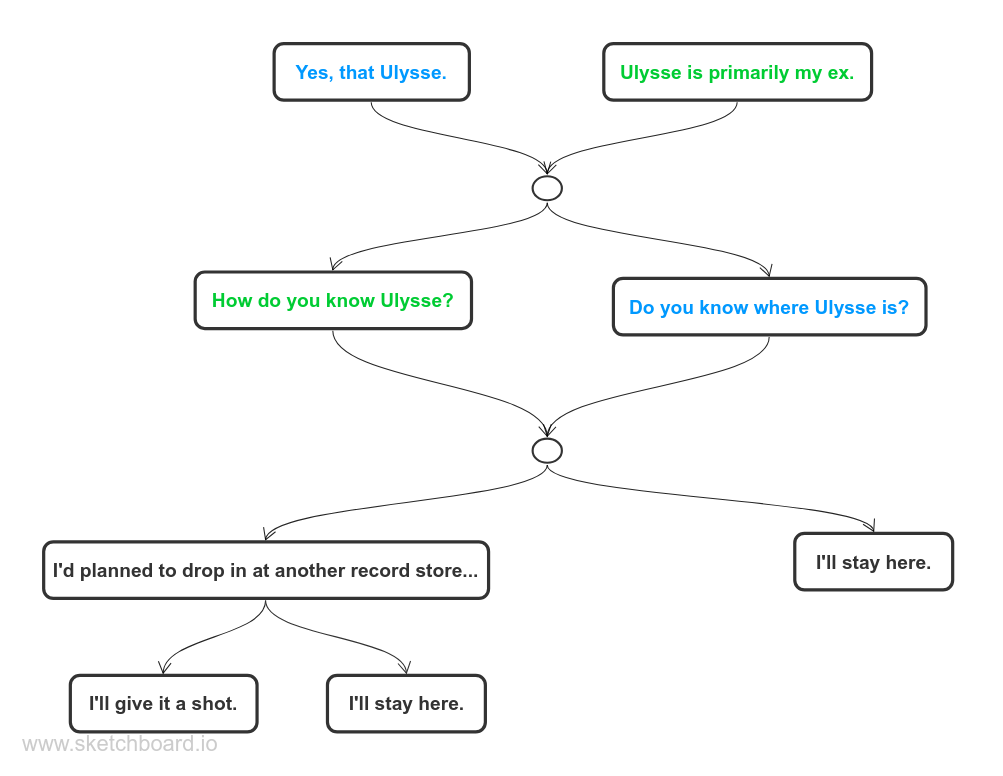 Yes, that Ulysse.
Ulysse is primarily my ex.
How do you know Ulysse?
Do you know where Ulysse is?
I'd planned to drop in at another record store...
I'll stay here.
I'll give it a shot.
I'll stay here.
www.sketchboard.io